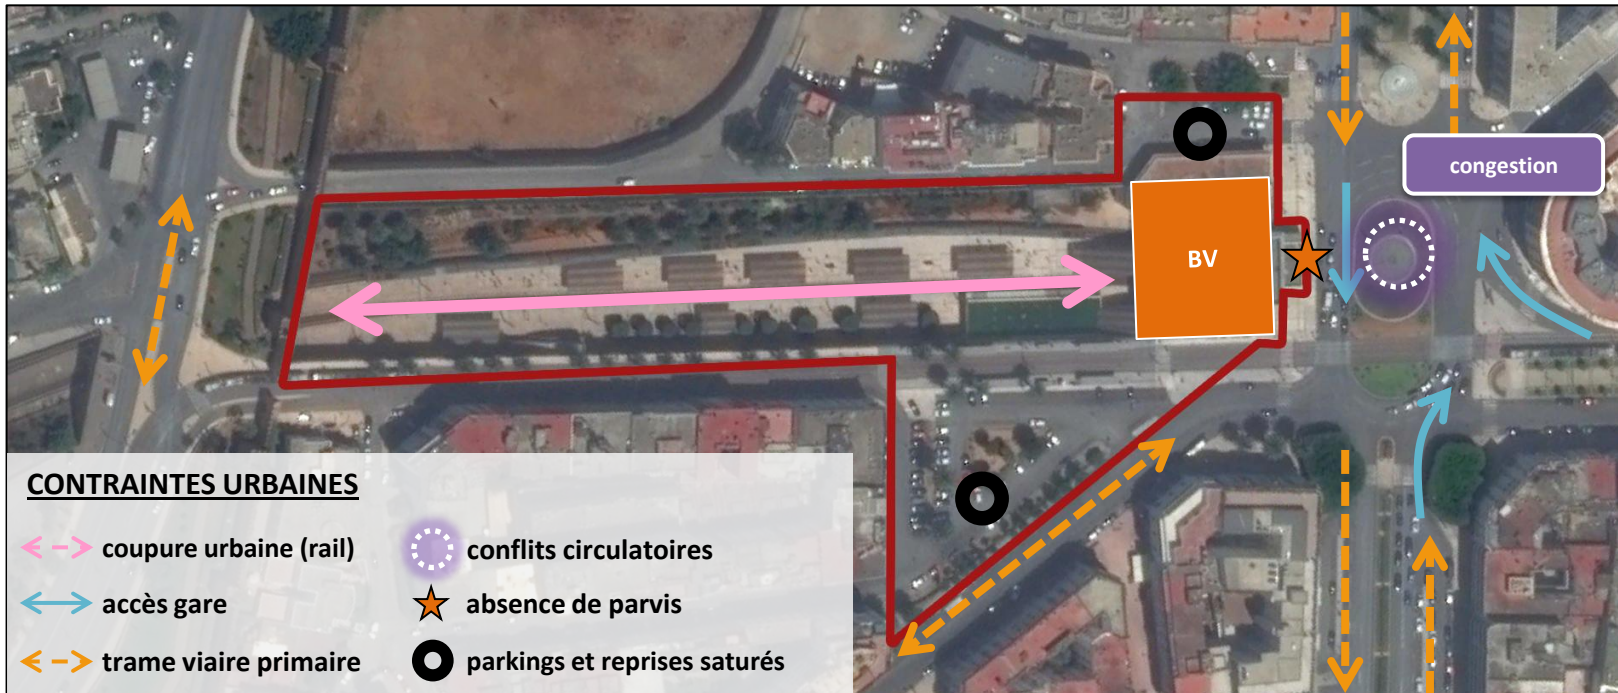 congestion
BV
CONTRAINTES URBAINES
coupure urbaine (rail)
conflits circulatoires
accès gare
absence de parvis
trame viaire primaire
parkings et reprises saturés